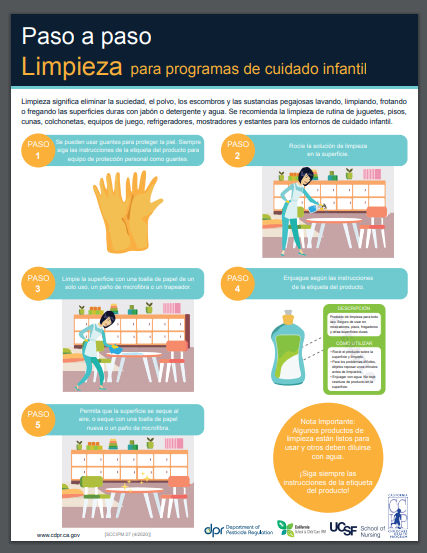 Paso a paso
Limpieza para programas de cuidado infantil
Limpieza significa eliminar la suciedad, el polvo, los escombros y las sustancias pegajosas lavando, limpiando, frotando
o fregando las superficies duras con jabón o detergente y agua. Se recomienda la limpieza de rutina de juguetes, pisos,
cunas, colchonetas, equipos de juego, refrigeradores, mostradores y estantes para los entornos de cuidado infantil.
PASO
1
Se pueden usar guantes para proteger la piel. Siempre
siga las instrucciones de la etiqueta del producto para
equipo de protección personal como guantes.
PASO
2
Rocíe la solución de limpieza
en la superficie.
PASO
3
Limpie la superficie con una toalla de papel de un
solo uso, un paño de microfibra o un trapeador.
PASO
4
Enjuague según las instrucciones
de la etiqueta del producto.
DESCRIPCIÓN
CÓMO UTILIZAR
PASO
5
Permita que la superficie se seque al
aire, o seque con una toalla de papel
nueva o un paño de microfibra.
Nota Importante:
Algunos productos de
limpieza están listos para
usar y otros deben diluirse
con agua.
¡Siga siempre las
instrucciones de la etiqueta
del producto!
www.cdpr.ca.gov
dpr Department of
Pesticide Regulation
California
UCSF School of
Nursing